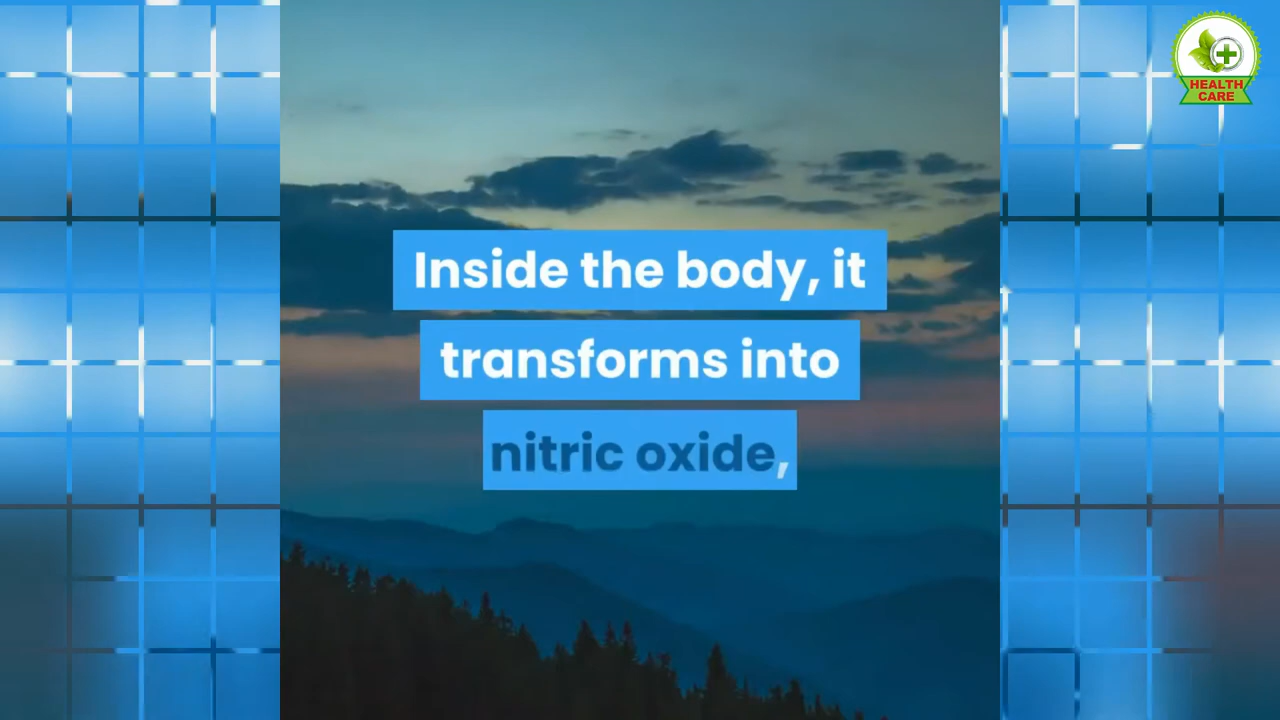 HEALTH
CARE
Inside the body, it
transforms into
nitric oxide,